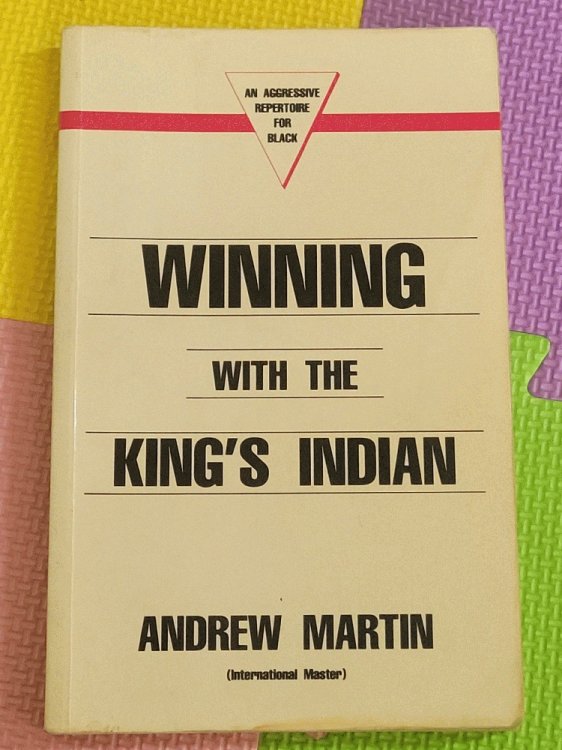 AN AGGRESSIVE
REPERTOIRE
FOR
BLACK
WINNING
WITH THE
KING'S INDIAN
ANDREW MARTIN
(International Master)